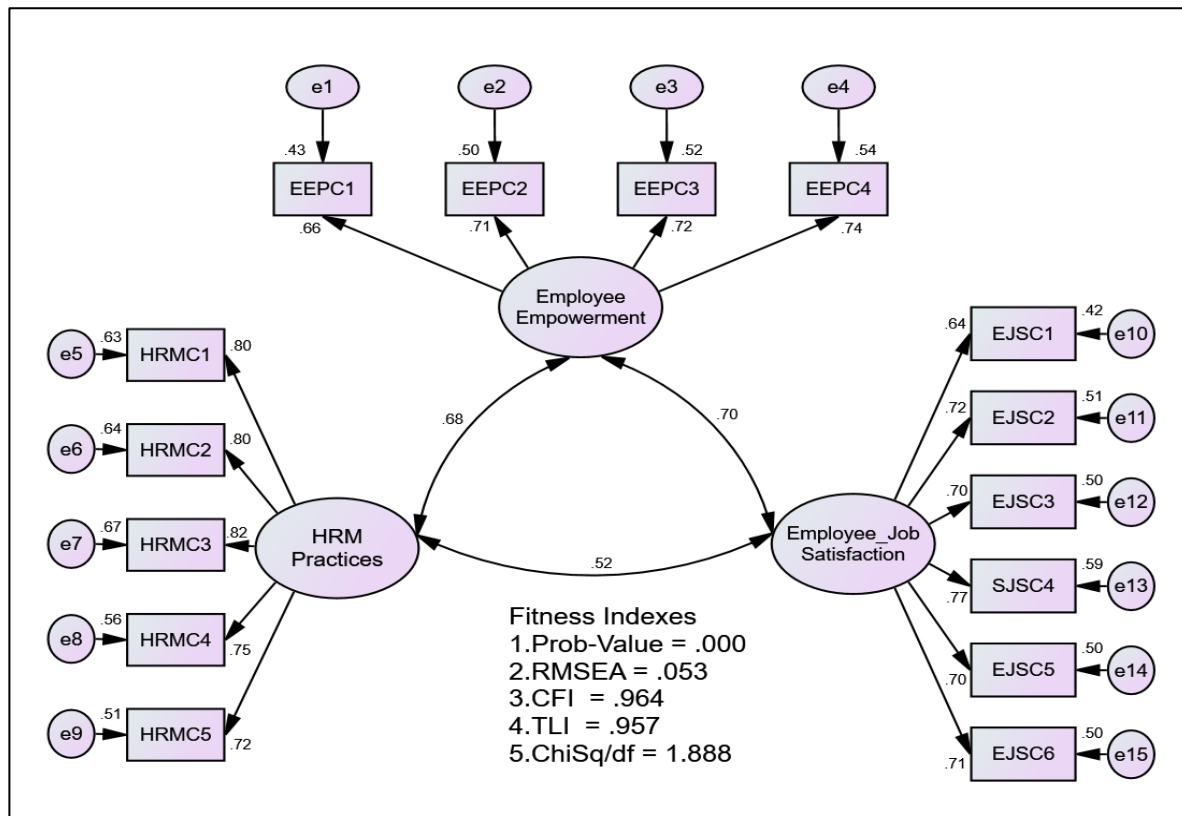 e1
e2
e3
e4
.43
.50
.52
.54
EEPC1
EEPC2
EEPC3
EEPC4
.66
.71
.72
.74
Employee
Empowerment
e5
.63
HRMC1
.80
e6
.64
HRMC2
.80
e7
.67
HRMC3
.82
e8
.56
HRMC4
.75
e9
.51
HRMC5
.72
HRM
Practices
.68
.70
.52
Employee_Job
Satisfaction
.64
EJSC1
.42
e10
.72
EJSC2
.51
e11
.70
EJSC3
.50
e12
.77
SJSC4
.59
e13
.70
EJSC5
.50
e14
.71
EJSC6
.50
e15
Fitness Indexes
1.Prob-Value = .000
2.RMSEA = .053
3.CFI = .964
4.TLI = .957
5.ChiSq/df = 1.888